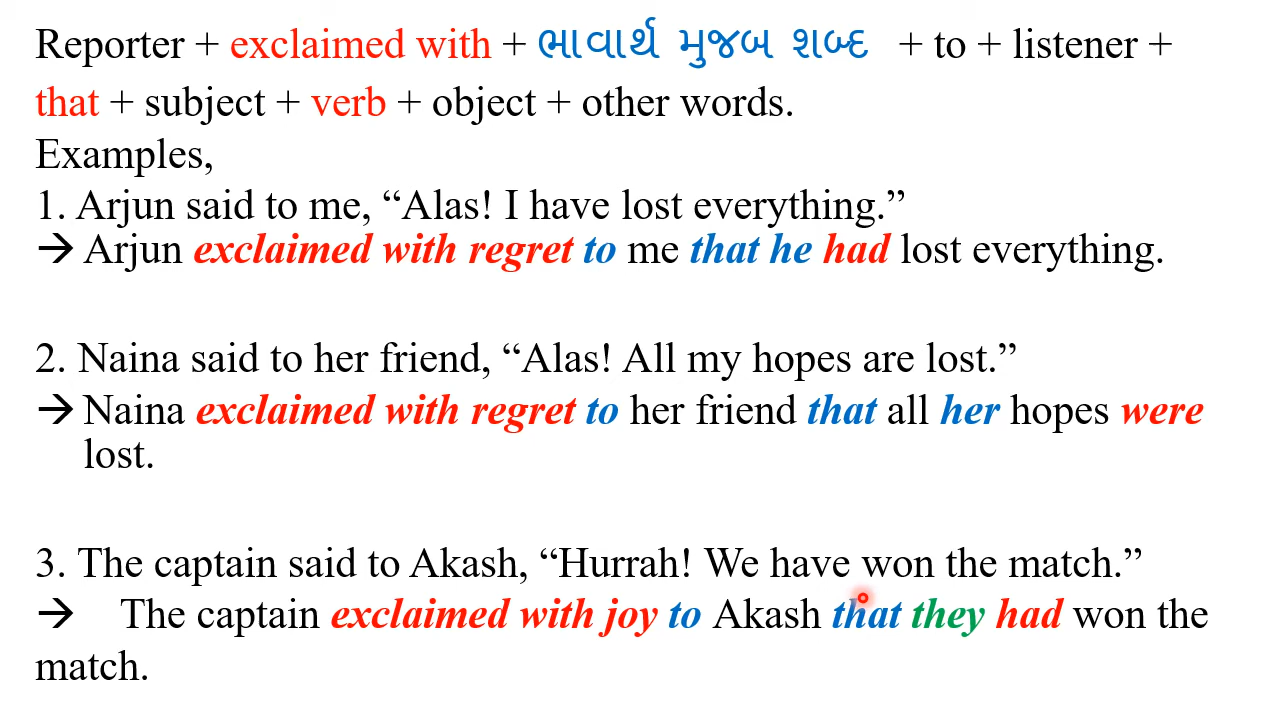 Reporter + exclaimed with + ભાવાર્થ મુજબ શબ્દ + to + listener +
that + subject + verb + object + other words.
Examples,
1. Arjun said to me, “Alas! I have lost everything.”
→ Arjun exclaimed with regret to me that he had lost everything.
2. Naina said to her friend, “Alas! All my hopes are lost.”
→ Naina exclaimed with regret to her friend that all her hopes were
lost.
3. The captain said to Akash, “Hurrah! We have won the match.”
→ The captain exclaimed with joy to Akash that they had won the
match.